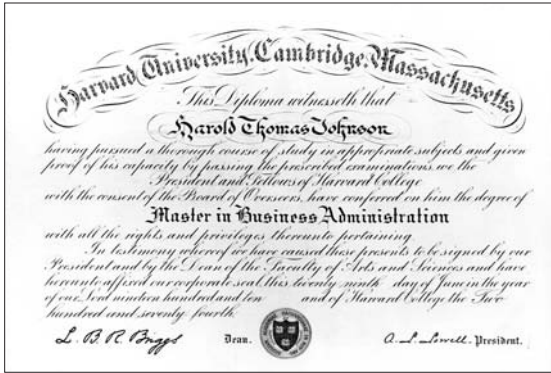 Harvard University, Cambridge, Massachusetts
This Diploma witnesseth that
Harold Thomas Johnson
having pursued a thorough course of study in appropriate subjects and given
proof of his capacity by passing the prescribed examinations, we the
President and Fellows of Harvard College
with the consent of the Board of Overseers, have conferred on him the degree of
Master in Business Administration
with all the rights and privileges thereunto pertaining
In testimony whereof we have caused these presents to be signed by our
President and by the Dean of the Faculty of Arts and Sciences and have
hereunto affixed our corporate seal this twenty ninth day of June in the year
of our Lord nineteen hundred and ten and of Harvard College the Two
hundred and seventy fourth.
L. B. R. Briggs Dean. A. L. Lowell. President.